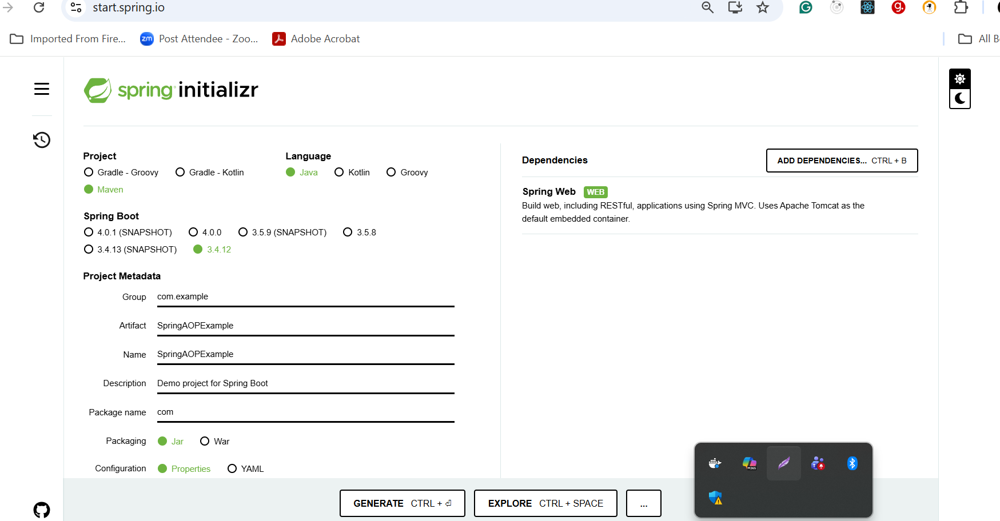 start.spring.io
Imported From Fire...
Post Attendee - Zoo...
Adobe Acrobat
All B
spring initializr
Project
Gradle - Groovy
Gradle - Kotlin
Maven
Language
Java
Kotlin
Groovy
Spring Boot
4.0.1 (SNAPSHOT)
4.0.0
3.5.9 (SNAPSHOT)
3.5.8
3.4.13 (SNAPSHOT)
3.4.12
Project Metadata
Group
com.example
Artifact
SpringAOPExample
Name
SpringAOPExample
Description
Demo project for Spring Boot
Package name
com
Packaging
Jar
War
Configuration
Properties
YAML
Dependencies
ADD DEPENDENCIES... CTRL + B
Spring Web WEB
Build web, including RESTful, applications using Spring MVC. Uses Apache Tomcat as the
default embedded container.
GENERATE CTRL + ⏎
EXPLORE CTRL + SPACE
...
zm
g.
M365
T